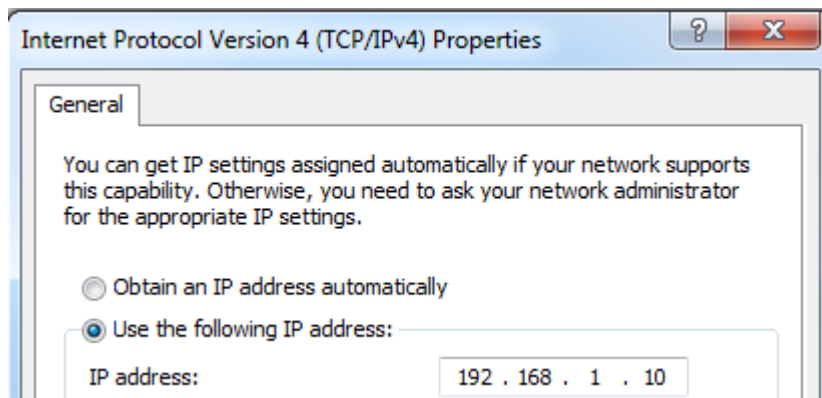 Internet Protocol Version 4 (TCP/IPv4) Properties
?
X
General
You can get IP settings assigned automatically if your network supports
this capability. Otherwise, you need to ask your network administrator
for the appropriate IP settings.
Obtain an IP address automatically
Use the following IP address:
IP address: 192 . 168 . 1 . 10